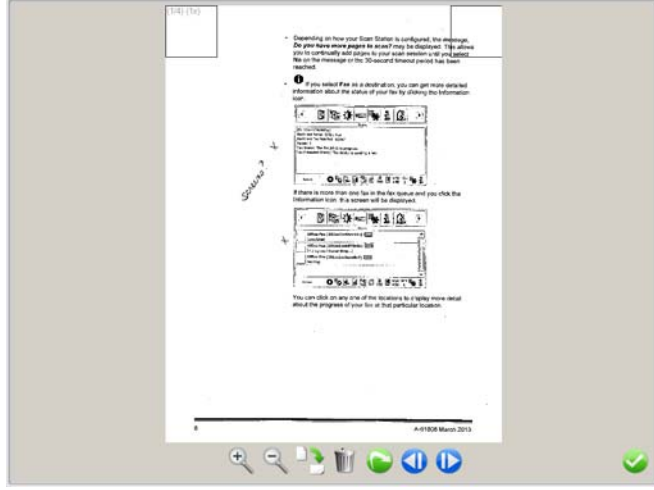 (1/4) (1x)
- Depending on how your Scan Station is configured, the message,
Do you have more pages to scan? may be displayed. This allows
you to continually add pages to your scan session until you select
No on the message or the 30-second timeout period has been
reached.
- If you select Fax as a destination, you can get more detailed
information about the status of your fax by clicking the Information
icon.
If there is more than one fax in the fax queue and you click the
Information icon, this screen will be displayed.
You can click on any one of the locations to display more detail
about the progress of your fax at that particular location.
8
A-61806 March 2013